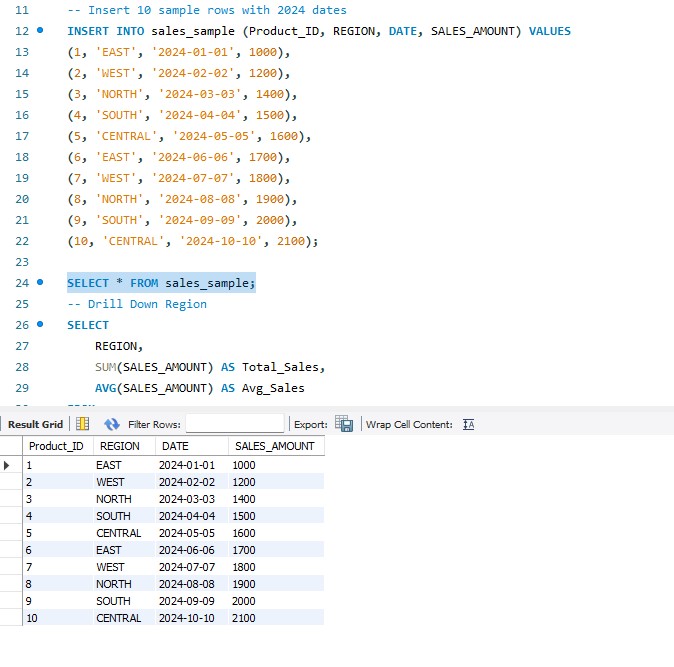 11 -- Insert 10 sample rows with 2024 dates
12 INSERT INTO sales_sample (Product_ID, REGION, DATE, SALES_AMOUNT) VALUES
13 (1, 'EAST', '2024-01-01', 1000),
14 (2, 'WEST', '2024-02-02', 1200),
15 (3, 'NORTH', '2024-03-03', 1400),
16 (4, 'SOUTH', '2024-04-04', 1500),
17 (5, 'CENTRAL', '2024-05-05', 1600),
18 (6, 'EAST', '2024-06-06', 1700),
19 (7, 'WEST', '2024-07-07', 1800),
20 (8, 'NORTH', '2024-08-08', 1900),
21 (9, 'SOUTH', '2024-09-09', 2000),
22 (10, 'CENTRAL', '2024-10-10', 2100);
23
24 SELECT * FROM sales_sample;
25 -- Drill Down Region
26 SELECT
27 REGION,
28 SUM(SALES_AMOUNT) AS Total_Sales,
29 AVG(SALES_AMOUNT) AS Avg_Sales
Result Grid Filter Rows: Export: Wrap Cell Content:
Product_ID REGION DATE SALES_AMOUNT
1 EAST 2024-01-01 1000
2 WEST 2024-02-02 1200
3 NORTH 2024-03-03 1400
4 SOUTH 2024-04-04 1500
5 CENTRAL 2024-05-05 1600
6 EAST 2024-06-06 1700
7 WEST 2024-07-07 1800
8 NORTH 2024-08-08 1900
9 SOUTH 2024-09-09 2000
10 CENTRAL 2024-10-10 2100